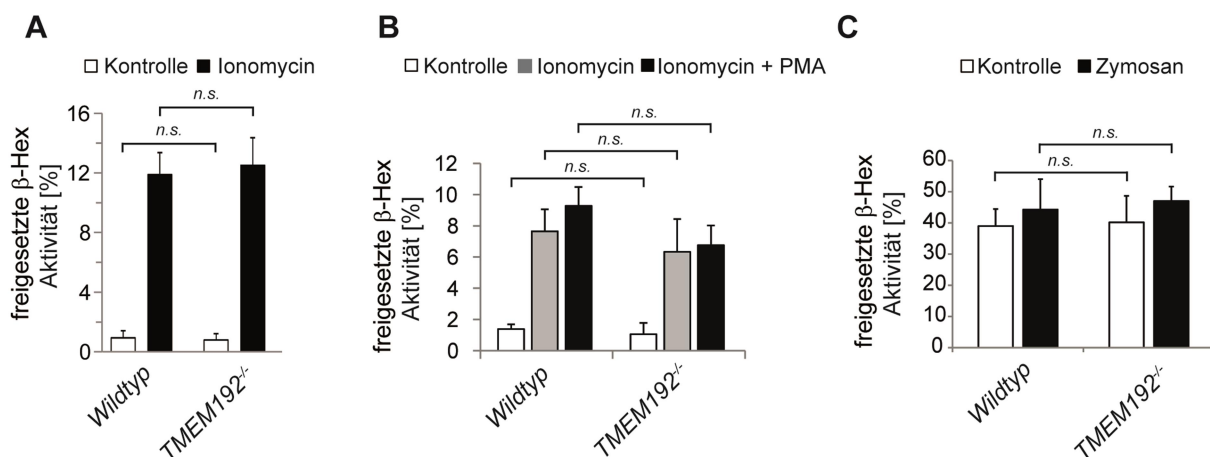 A
Kontrolle Ionomycin
n.s.
n.s.
freigesetzte β-Hex
Aktivität [%]
16
12
8
4
0
Wildtyp
TMEM192-/-
B
Kontrolle Ionomycin Ionomycin + PMA
n.s.
n.s.
n.s.
freigesetzte β-Hex
Aktivität [%]
12
10
8
6
4
2
0
Wildtyp
TMEM192-/-
C
Kontrolle Zymosan
n.s.
n.s.
freigesetzte β-Hex
Aktivität [%]
60
50
40
30
20
10
0
Wildtyp
TMEM192-/-